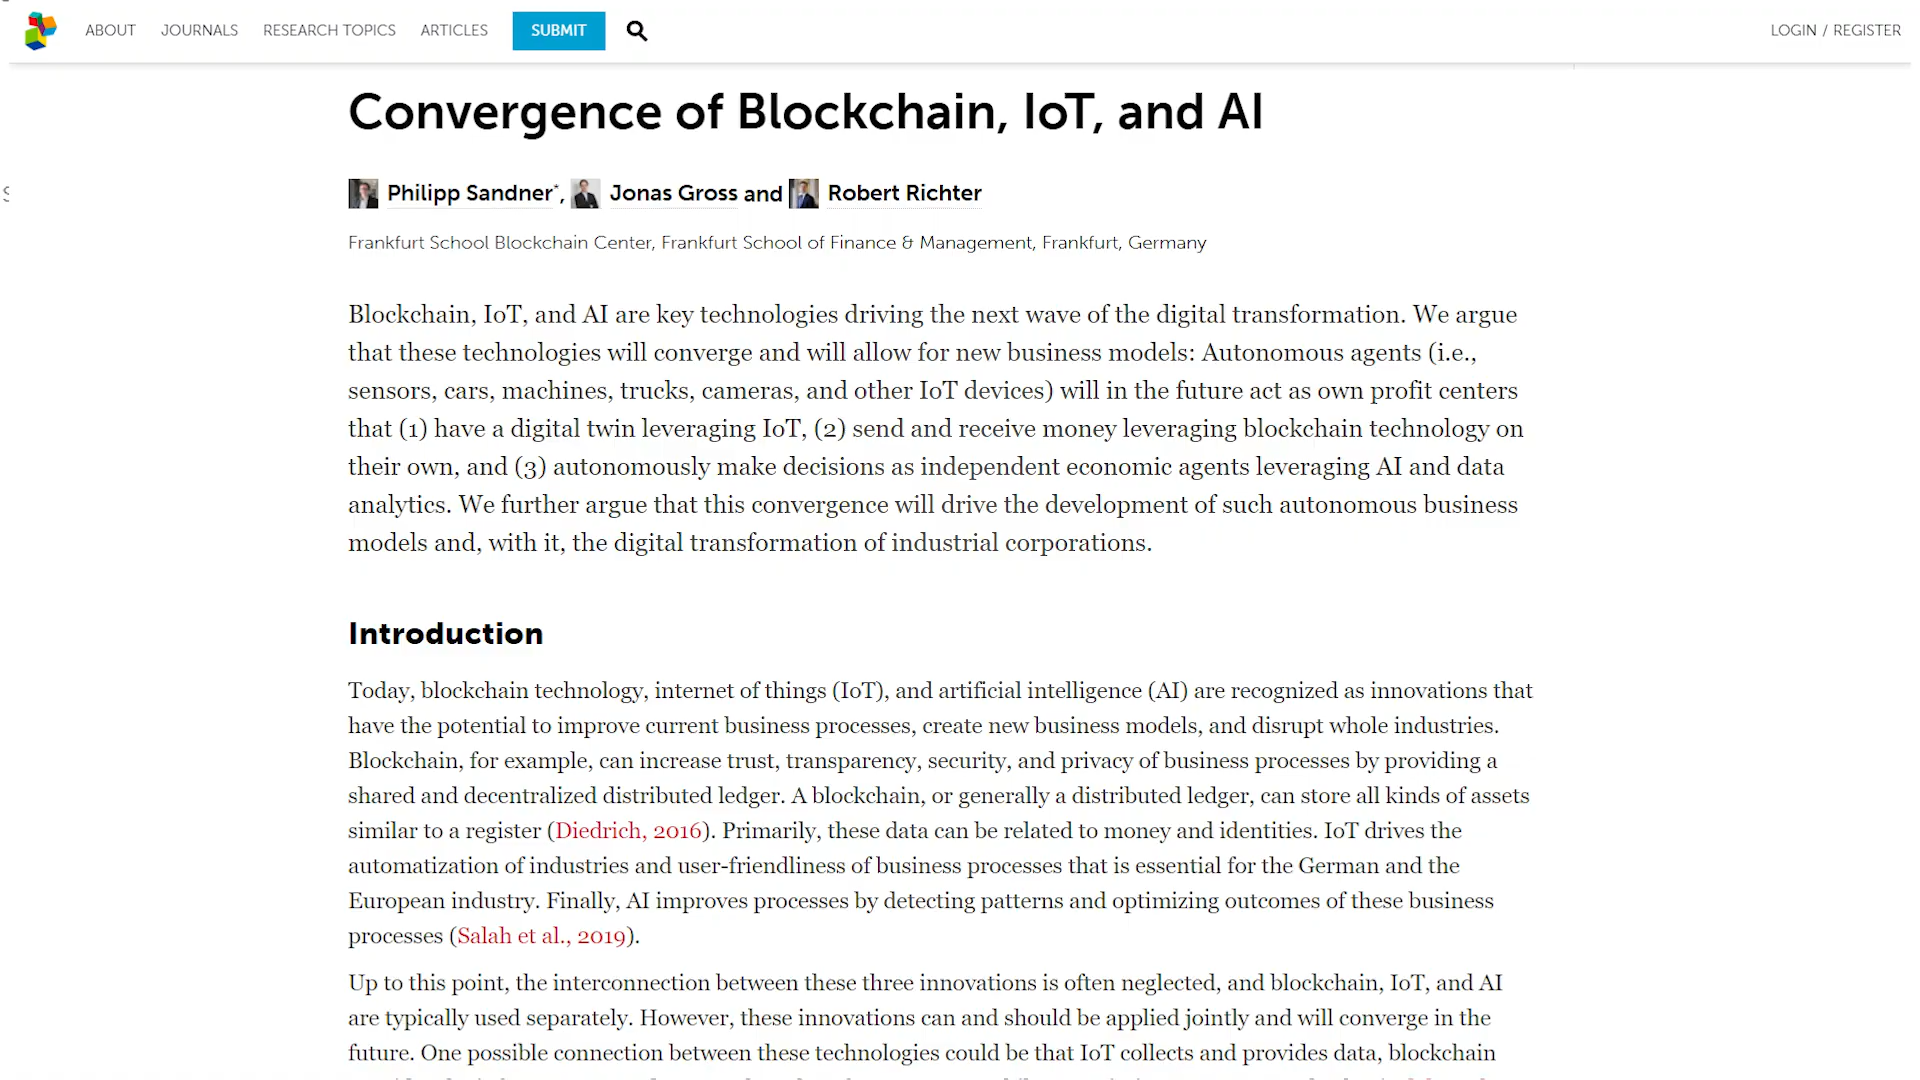 ABOUT JOURNALS RESEARCH TOPICS ARTICLES SUBMIT LOGIN / REGISTER
Convergence of Blockchain, IoT, and AI
Philipp Sandner*, Jonas Gross and Robert Richter
Frankfurt School Blockchain Center, Frankfurt School of Finance & Management, Frankfurt, Germany
Blockchain, IoT, and AI are key technologies driving the next wave of the digital transformation. We argue
that these technologies will converge and will allow for new business models: Autonomous agents (i.e.,
sensors, cars, machines, trucks, cameras, and other IoT devices) will in the future act as own profit centers
that (1) have a digital twin leveraging IoT, (2) send and receive money leveraging blockchain technology on
their own, and (3) autonomously make decisions as independent economic agents leveraging AI and data
analytics. We further argue that this convergence will drive the development of such autonomous business
models and, with it, the digital transformation of industrial corporations.
Introduction
Today, blockchain technology, internet of things (IoT), and artificial intelligence (AI) are recognized as innovations that
have the potential to improve current business processes, create new business models, and disrupt whole industries.
Blockchain, for example, can increase trust, transparency, security, and privacy of business processes by providing a
shared and decentralized distributed ledger. A blockchain, or generally a distributed ledger, can store all kinds of assets
similar to a register (Diedrich, 2016). Primarily, these data can be related to money and identities. IoT drives the
automatization of industries and user-friendliness of business processes that is essential for the German and the
European industry. Finally, AI improves processes by detecting patterns and optimizing outcomes of these business
processes (Salah et al., 2019).
Up to this point, the interconnection between these three innovations is often neglected, and blockchain, IoT, and AI
are typically used separately. However, these innovations can and should be applied jointly and will converge in the
future. One possible connection between these technologies could be that IoT collects and provides data, blockchain